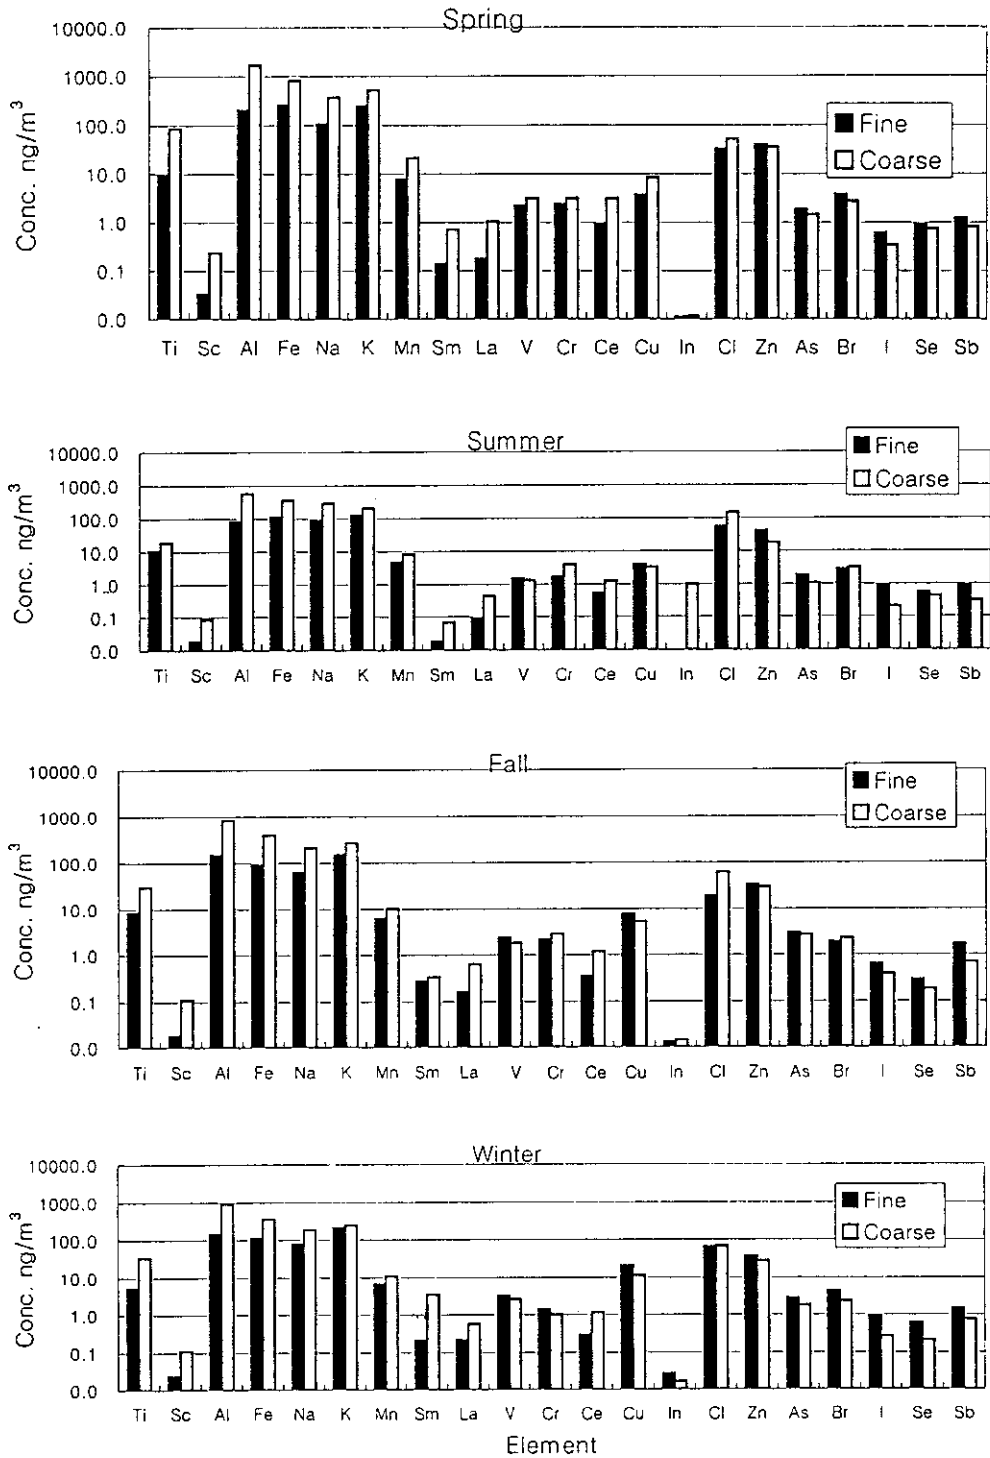 Spring
10000.0
1000.0
100.0
10.0
1.0
0.1
0.0
Conc. ng/m³
Fine
Coarse
Ti Sc Al Fe Na K Mn Sm La V Cr Ce Cu In Cl Zn As Br I Se Sb
Summer
10000.0
1000.0
100.0
10.0
1.0
0.1
0.0
Conc. ng/m³
Fine
Coarse
Ti Sc Al Fe Na K Mn Sm La V Cr Ce Cu In Cl Zn As Br I Se Sb
Fall
10000.0
1000.0
100.0
10.0
1.0
0.1
0.0
Conc. ng/m³
Fine
Coarse
Ti Sc Al Fe Na K Mn Sm La V Cr Ce Cu In Cl Zn As Br I Se Sb
Winter
10000.0
1000.0
100.0
10.0
1.0
0.1
0.0
Conc. ng/m³
Fine
Coarse
Ti Sc Al Fe Na K Mn Sm La V Cr Ce Cu In Cl Zn As Br I Se Sb
Element